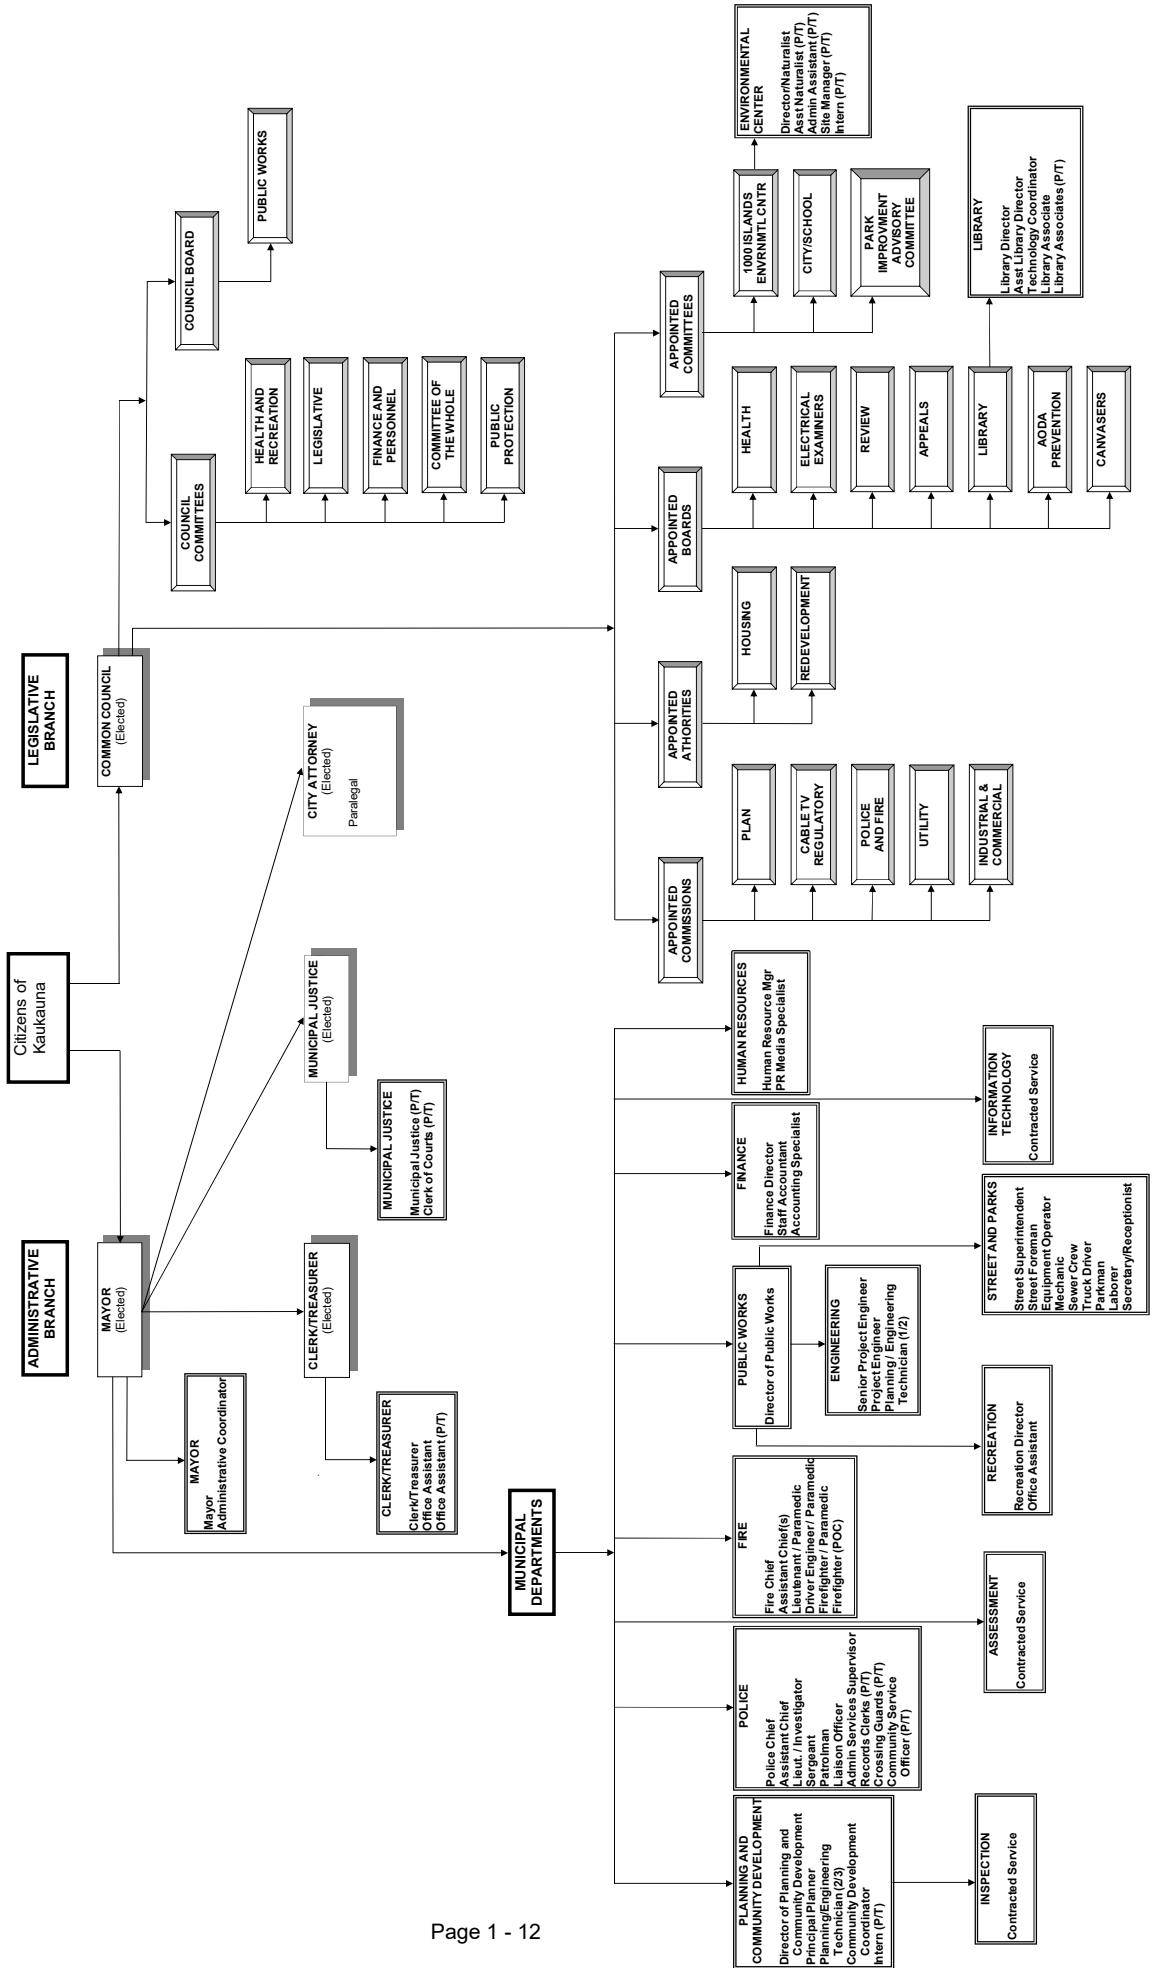 Citizens of
Kaukauna
ADMINISTRATIVE
BRANCH
LEGISLATIVE
BRANCH
MAYOR
(Elected)
COMMON COUNCIL
(Elected)
MAYOR
Mayor
Administrative Coordinator
CLERK/TREASURER
(Elected)
MUNICIPAL JUSTICE
(Elected)
CITY ATTORNEY
(Elected)
Paralegal
CLERK/TREASURER
Clerk/Treasurer
Office Assistant
Office Assistant (P/T)
MUNICIPAL JUSTICE
Municipal Justice (P/T)
Clerk of Courts (P/T)
COUNCIL
COMMITTEES
HEALTH AND
RECREATION
LEGISLATIVE
FINANCE AND
PERSONNEL
COMMITTEE OF
THE WHOLE
PUBLIC
PROTECTION
COUNCIL BOARD
PUBLIC WORKS
MUNICIPAL
DEPARTMENTS
PLANNING AND
COMMUNITY DEVELOPMENT
Director of Planning and
Community Development
Principal Planner
Planning/Engineering
Technician (2/3)
Community Development
Coordinator
Intern (P/T)
INSPECTION
Contracted Service
POLICE
Police Chief
Assistant Chief
Lieut. / Investigator
Sergeant
Patrolman
Liaison Officer
Admin Services Supervisor
Records Clerks (P/T)
Crossing Guards (P/T)
Community Service
Officer (P/T)
ASSESSMENT
Contracted Service
FIRE
Fire Chief
Assistant Chief(s)
Lieutenant / Paramedic
Driver Engineer / Paramedic
Firefighter / Paramedic
Firefighter (POC)
PUBLIC WORKS
Director of Public Works
ENGINEERING
Senior Project Engineer
Project Engineer
Planning / Engineering
Technician (1/2)
RECREATION
Recreation Director
Office Assistant
STREET AND PARKS
Street Superintendent
Street Foreman
Equipment Operator
Mechanic
Sewer Crew
Truck Driver
Parkman
Laborer
Secretary/Receptionist
FINANCE
Finance Director
Staff Accountant
Accounting Specialist
INFORMATION
TECHNOLOGY
Contracted Service
HUMAN RESOURCES
Human Resource Mgr
PR Media Specialist
APPOINTED
COMMISSIONS
PLAN
CABLE TV
REGULATORY
POLICE
AND FIRE
UTILITY
INDUSTRIAL &
COMMERCIAL
APPOINTED
ATHORITIES
HOUSING
REDEVELOPMENT
APPOINTED
BOARDS
HEALTH
ELECTRICAL
EXAMINERS
REVIEW
APPEALS
LIBRARY
AODA
PREVENTION
CANVASERS
LIBRARY
Library Director
Asst Library Director
Technology Coordinator
Library Associate
Library Associates (P/T)
APPOINTED
COMMITTEES
1000 ISLANDS
ENVRNMTL CNTR
CITY/SCHOOL
PARK
IMPROVMENT
ADVISORY
COMMITTEE
ENVIRONMENTAL
CENTER
Director/Naturalist
Asst Naturalist (P/T)
Admin Assistant (P/T)
Site Manager (P/T)
Intern (P/T)
Page 1 - 12